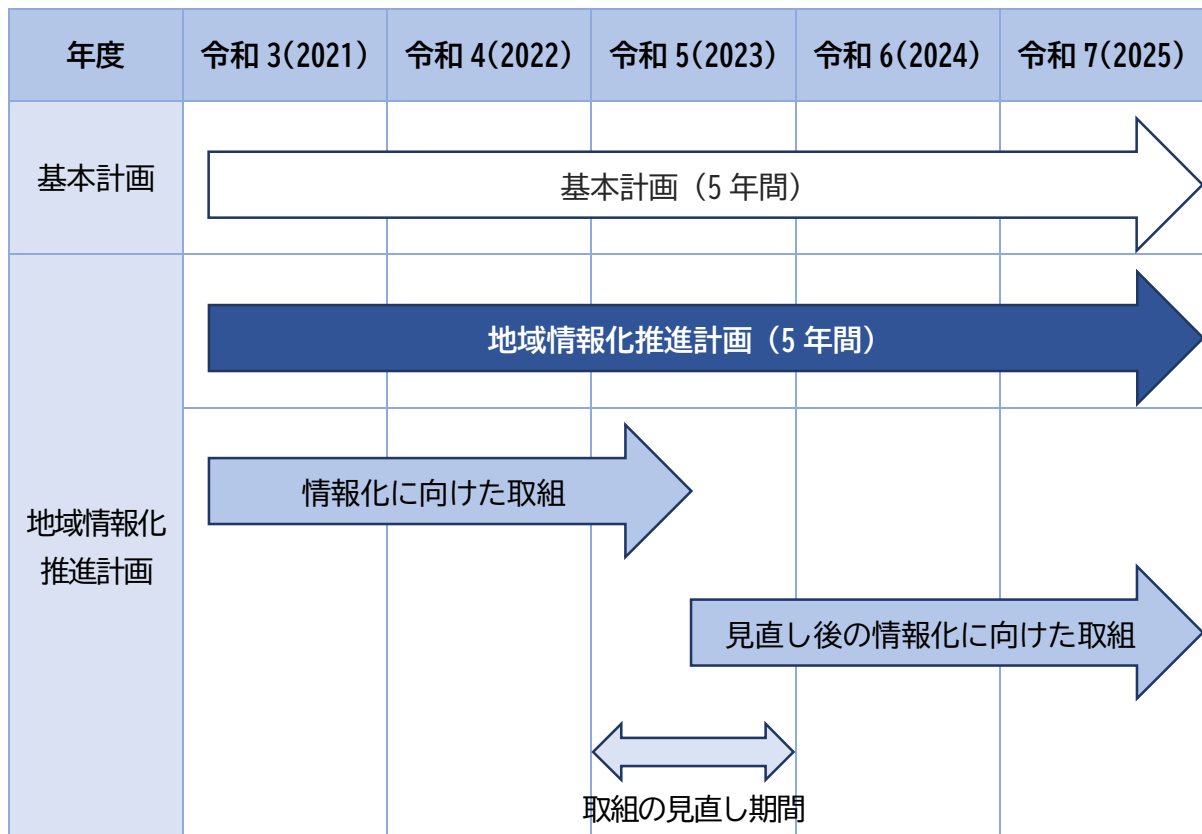 年度 令和3(2021) 令和4(2022) 令和5(2023) 令和6(2024) 令和7(2025)
基本計画
基本計画（5年間）
地域情報化
推進計画
地域情報化推進計画（5年間）
情報化に向けた取組
見直し後の情報化に向けた取組
取組の見直し期間